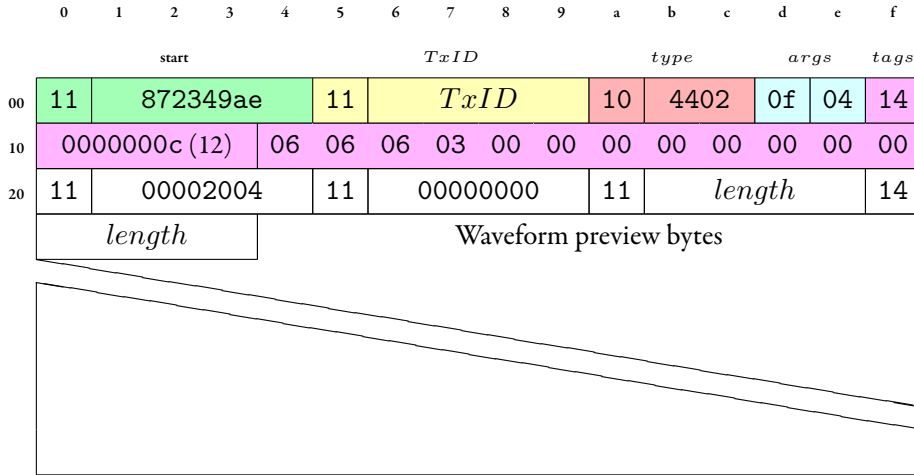 0 1 2 3 4 5 6 7 8 9 a b c d e f
start TxID type args tags
00 11 872349ae 11 TxID 10 4402 0f 04 14
10 0000000c (12) 06 06 06 03 00 00 00 00 00 00 00 00
20 11 00002004 11 00000000 11 length 14
length Waveform preview bytes